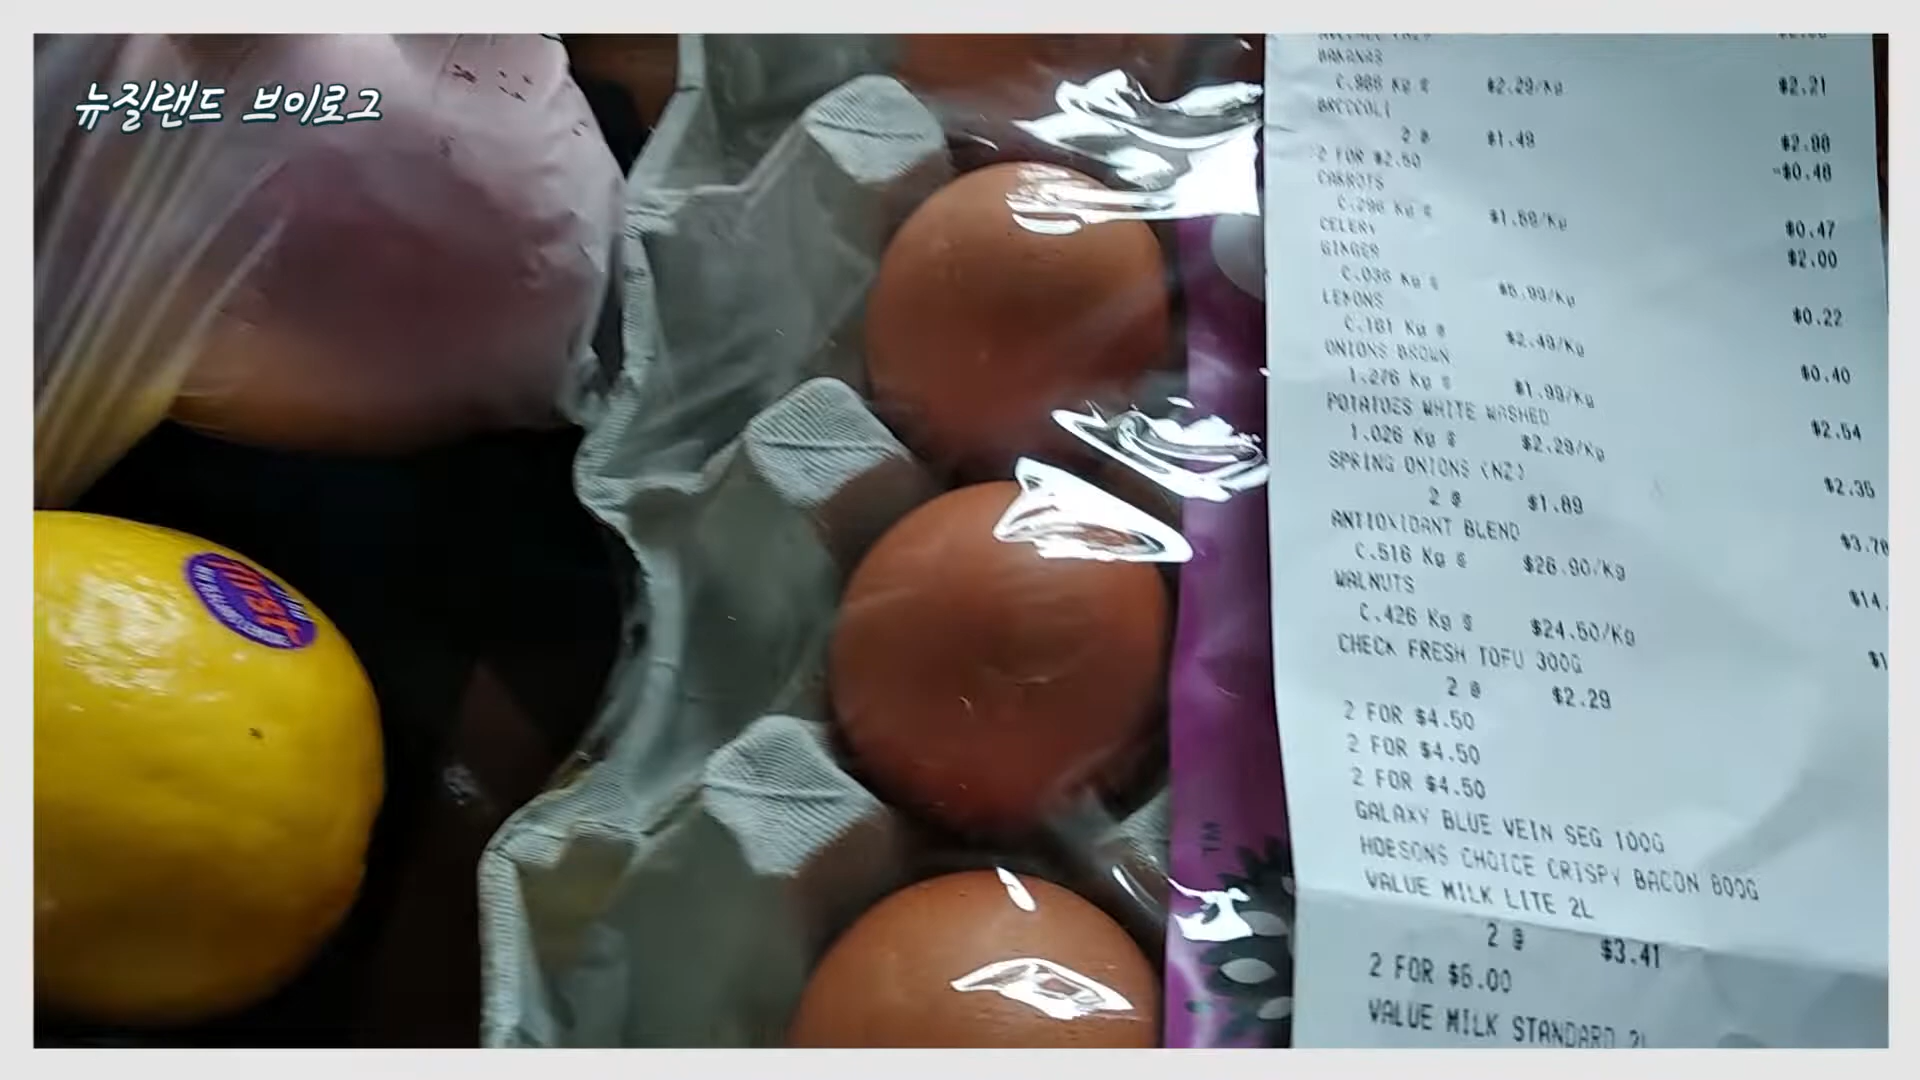 뉴질랜드 브이로그
BANANAS
0.966 Kg @ $2.29/Kg $2.21
BROCCOLI
2 @ $1.49 $2.98
2 FOR $2.50 -$0.48
CARROTS
0.296 Kg @ $1.59/Kg $0.47
CELERY $2.00
GINGER
0.036 Kg @ $5.99/Kg $0.22
LEMONS
0.161 Kg @ $2.49/Kg $0.40
ONIONS BROWN
1.276 Kg @ $1.99/Kg $2.54
POTATOES WHITE WASHED
1.026 Kg @ $2.29/Kg $2.35
SPRING ONIONS (NZ)
2 @ $1.89 $3.78
ANTIOXIDANT BLEND
0.516 Kg @ $26.90/Kg $14.
WALNUTS
0.426 Kg @ $24.50/Kg $1
CHECK FRESH TOFU 300G
2 @ $2.29
2 FOR $4.50
2 FOR $4.50
2 FOR $4.50
GALAXY BLUE VEIN SEG 100G
HOBSONS CHOICE CRISPY BACON 800G
VALUE MILK LITE 2L
2 @ $3.41
2 FOR $6.00
VALUE MILK STANDARD 2L